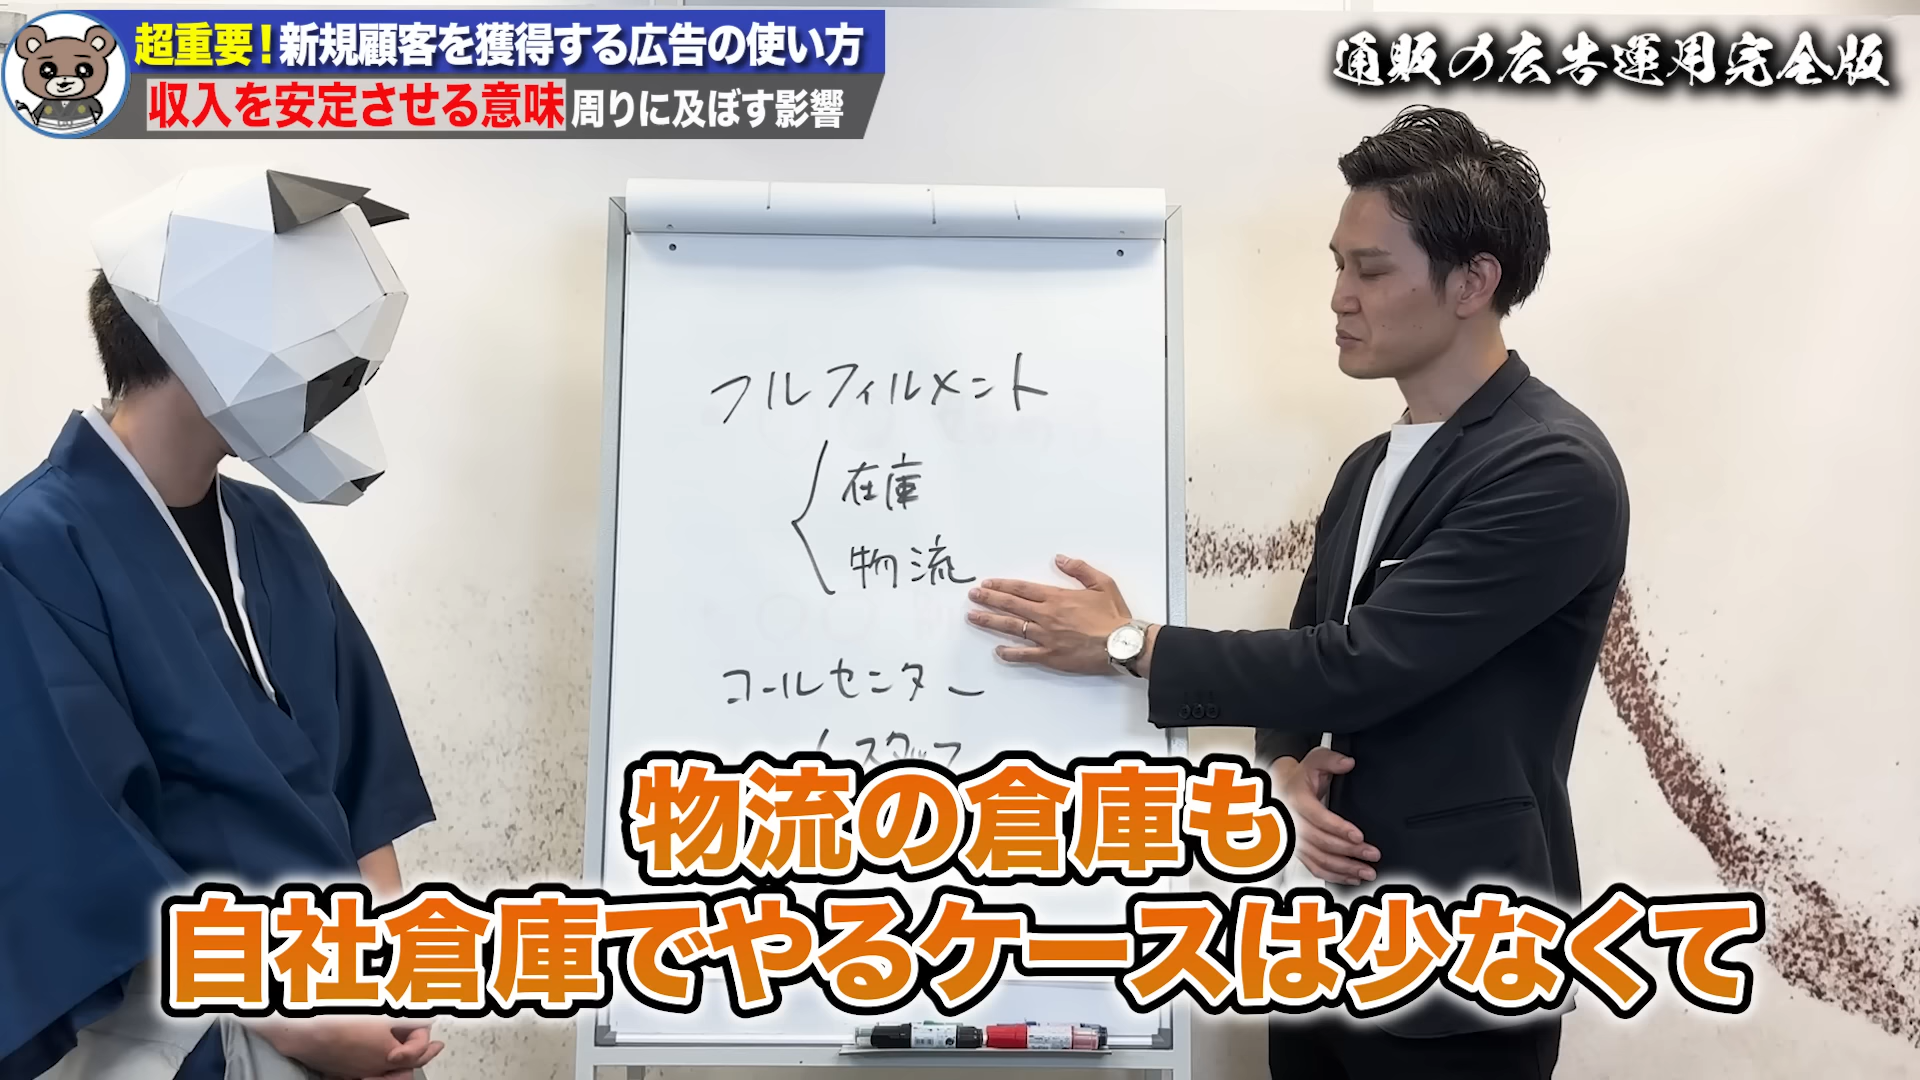 超重要！新規顧客を獲得する広告の使い方
収入を安定させる意味 周りに及ぼす影響
通販の広告運用完全版
フルフィルメント
在庫
物流
コールセンター
スタッフ
物流の倉庫も
自社倉庫でやるケースは少なくて